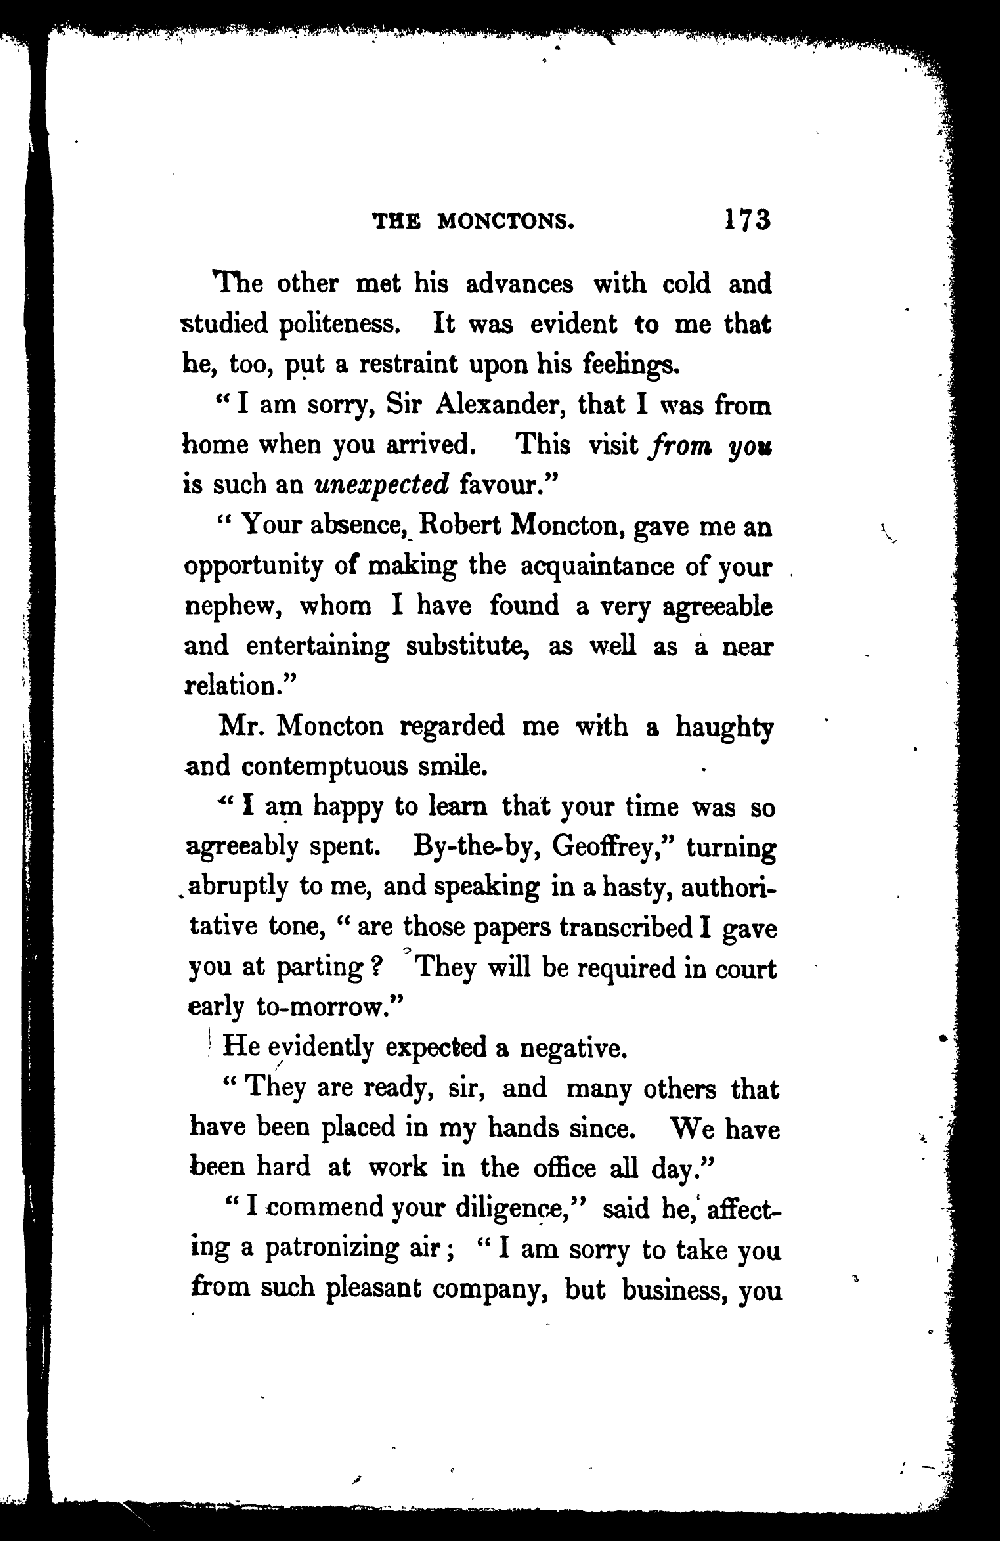 THE MONCTONS. 173
The other met his advances with cold and
studied politeness. It was evident to me that
he, too, put a restraint upon his feelings.
“ I am sorry, Sir Alexander, that I was from
home when you arrived. This visit from you
is such an unexpected favour.”
“ Your absence, Robert Moncton, gave me an
opportunity of making the acquaintance of your
nephew, whom I have found a very agreeable
and entertaining substitute, as well as a near
relation.”
Mr. Moncton regarded me with a haughty
and contemptuous smile.
“ I am happy to learn that your time was so
agreeably spent. By-the-by, Geoffrey,” turning
abruptly to me, and speaking in a hasty, authori-
tative tone, “ are those papers transcribed I gave
you at parting ? They will be required in court
early to-morrow.”
He evidently expected a negative.
“ They are ready, sir, and many others that
have been placed in my hands since. We have
been hard at work in the office all day.”
“ I commend your diligence,” said he, affect-
ing a patronizing air ; “ I am sorry to take you
from such pleasant company, but business, you